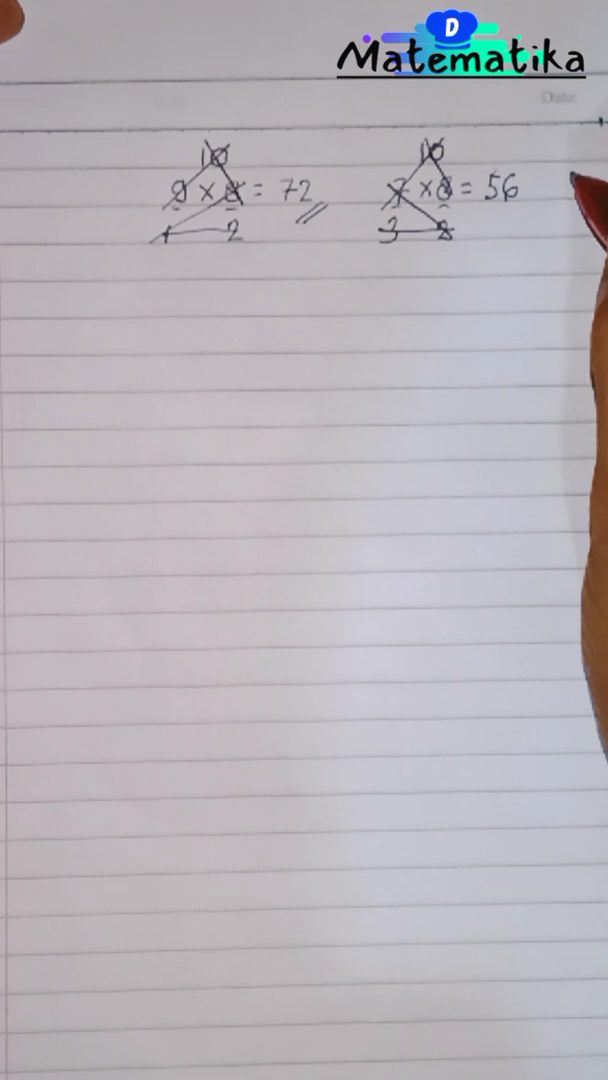 D
Matematika
Date:
10 10
9 × 8 = 72 7 × 8 = 56
1 2 3 2